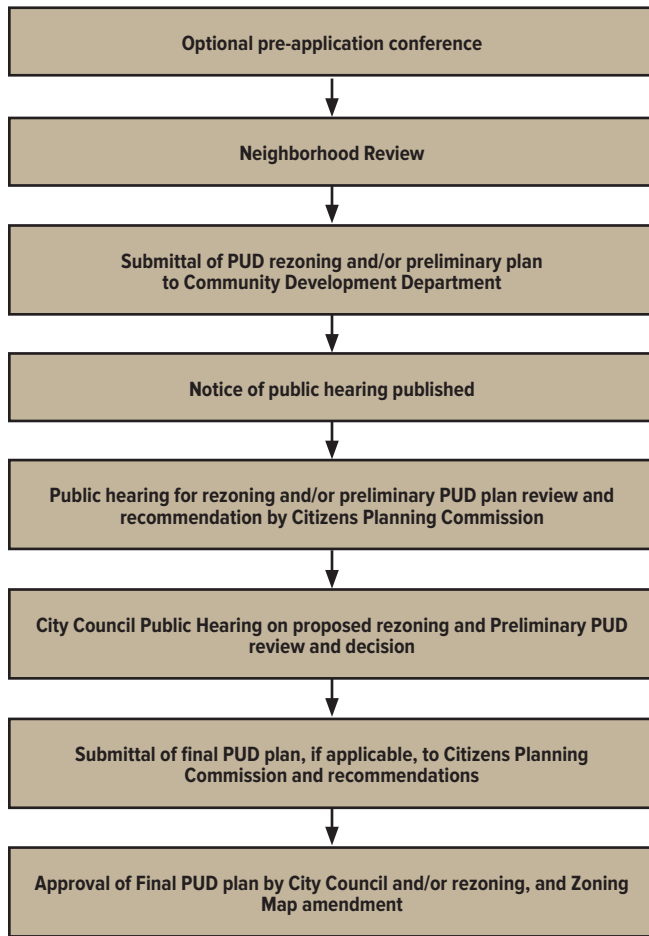 Optional pre-application conference
Neighborhood Review
Submittal of PUD rezoning and/or preliminary plan
to Community Development Department
Notice of public hearing published
Public hearing for rezoning and/or preliminary PUD plan review and
recommendation by Citizens Planning Commission
City Council Public Hearing on proposed rezoning and Preliminary PUD
review and decision
Submittal of final PUD plan, if applicable, to Citizens Planning
Commission and recommendations
Approval of Final PUD plan by City Council and/or rezoning, and Zoning
Map amendment